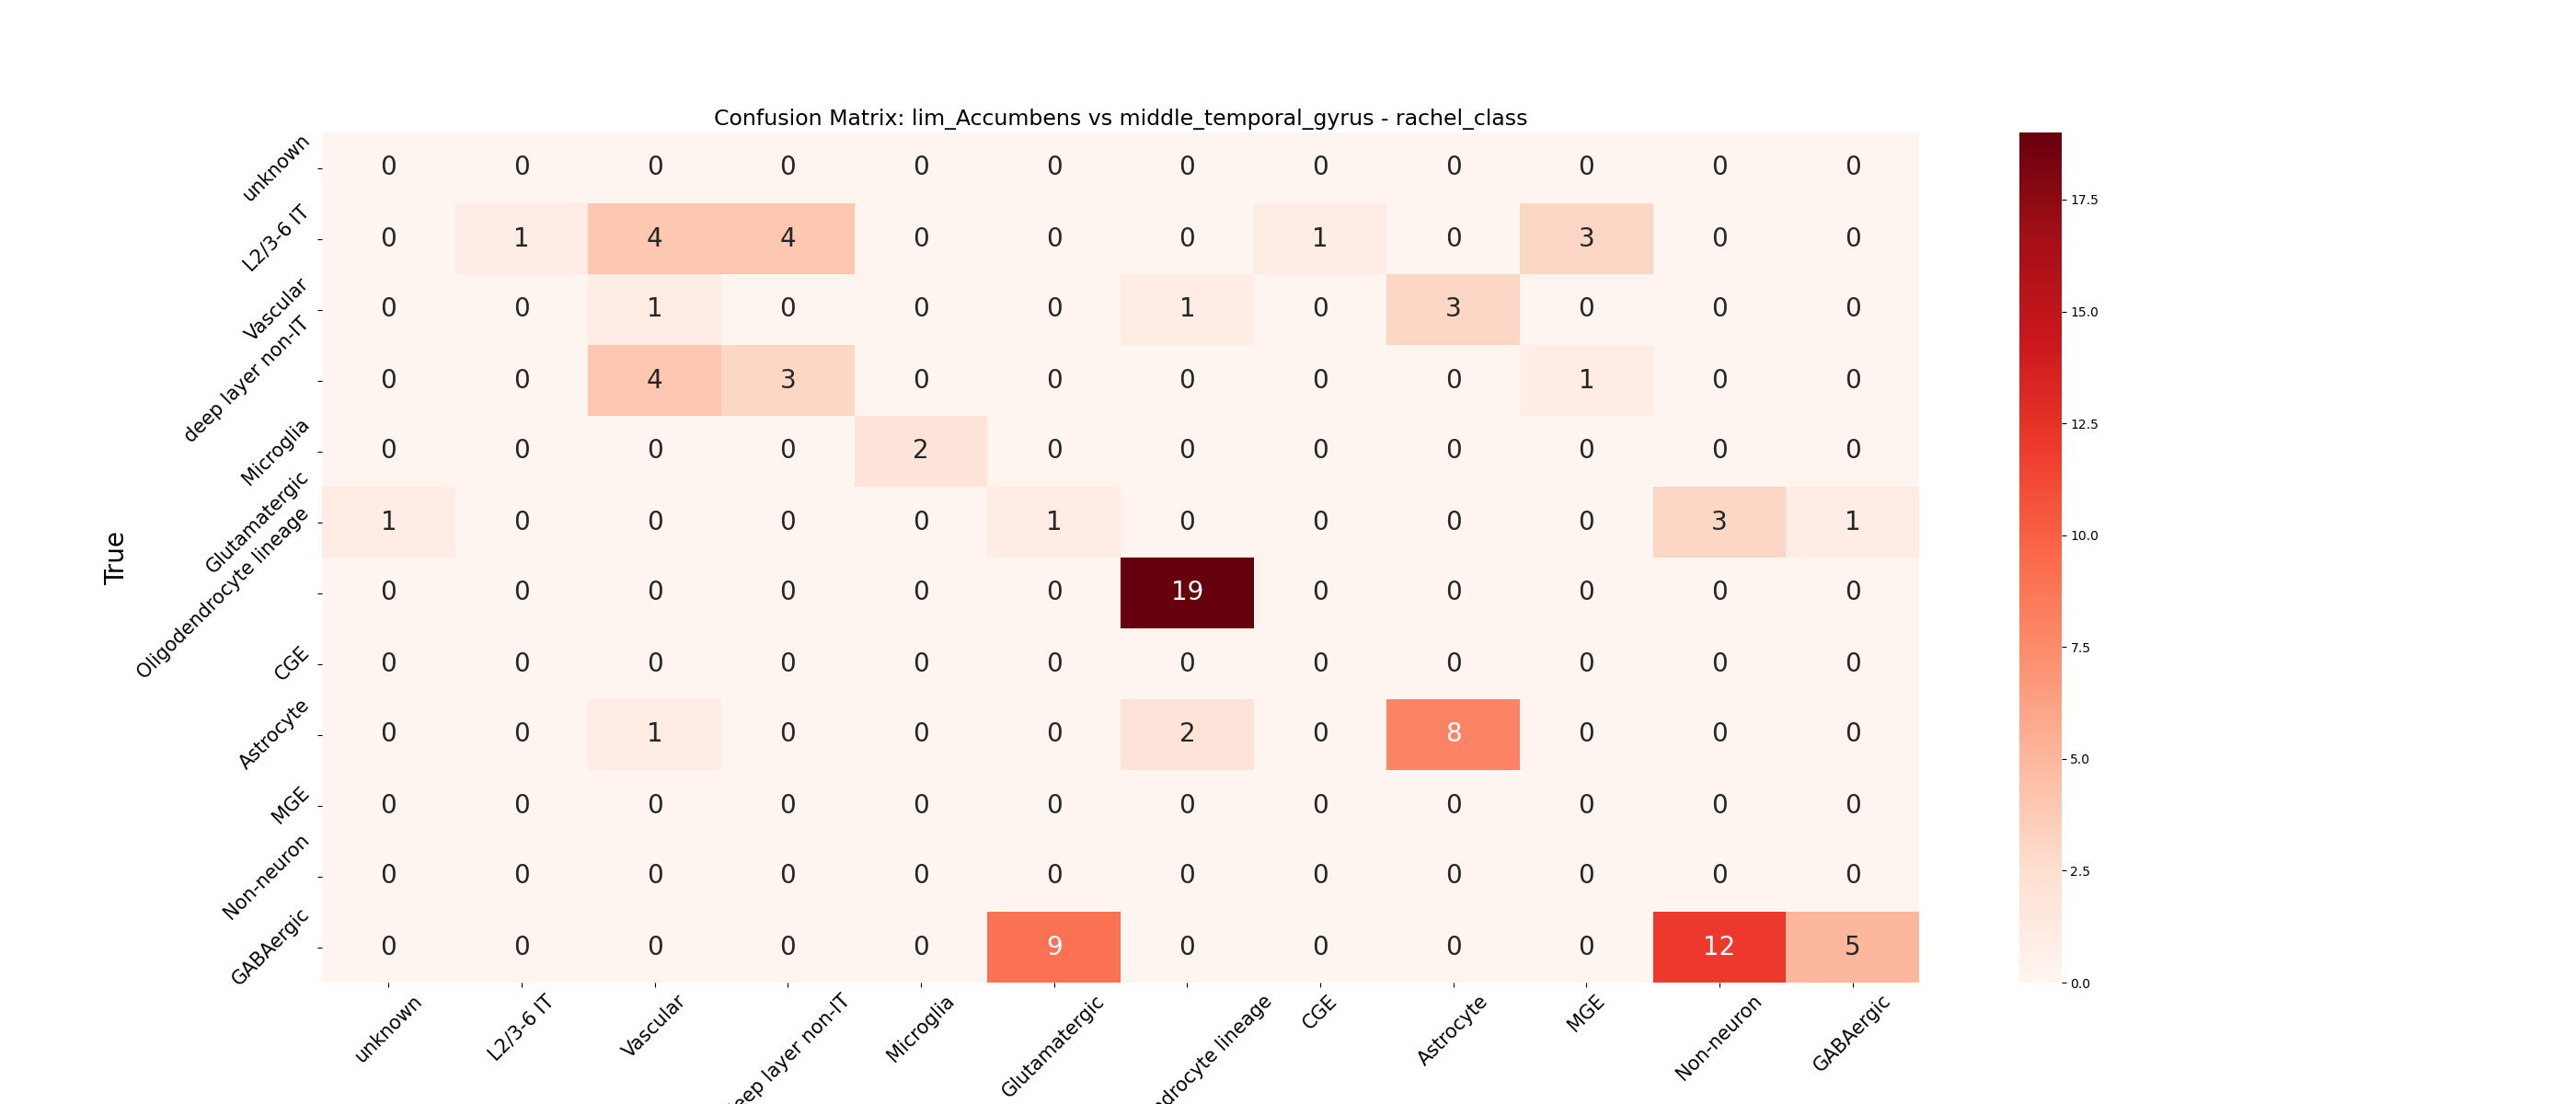 Confusion Matrix: lim_Accumbens vs middle_temporal_gyrus - rachel_class
True
unknown 0 0 0 0 0 0 0 0 0 0 0 0
L2/3-6 IT 0 1 4 4 0 0 0 1 0 3 0 0
Vascular 0 0 1 0 0 0 1 0 3 0 0 0
deep layer non-IT 0 0 4 3 0 0 0 0 0 1 0 0
Microglia 0 0 0 0 2 0 0 0 0 0 0 0
Glutamatergic 1 0 0 0 0 1 0 0 0 0 3 1
Oligodendrocyte lineage 0 0 0 0 0 0 19 0 0 0 0 0
CGE 0 0 0 0 0 0 0 0 0 0 0 0
Astrocyte 0 0 1 0 0 0 2 0 8 0 0 0
MGE 0 0 0 0 0 0 0 0 0 0 0 0
Non-neuron 0 0 0 0 0 0 0 0 0 0 0 0
GABAergic 0 0 0 0 0 9 0 0 0 0 12 5
unknown L2/3-6 IT Vascular eep layer non-IT Microglia Glutamatergic drocyte lineage CGE Astrocyte MGE Non-neuron GABAergic
17.5
15.0
12.5
10.0
7.5
5.0
2.5
0.0